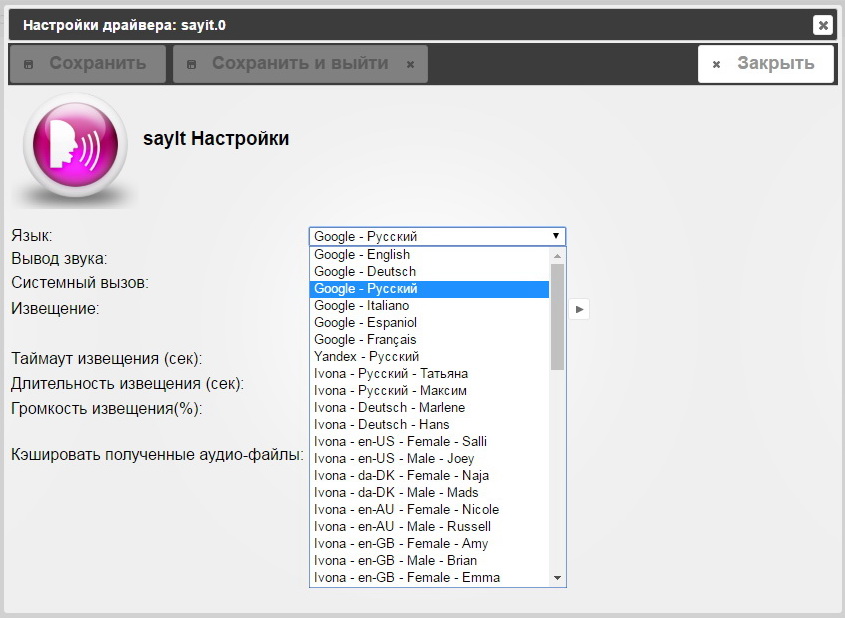 Настройки драйвера: sayit.0
Сохранить
Сохранить и выйти
Закрыть
sayIt Настройки
Язык:
Google - Русский
Вывод звука:
Системный вызов:
Извещение:
Таймаут извещения (сек):
Длительность извещения (сек):
Громкость извещения(%):
Кэшировать полученные аудио-файлы:
Google - English
Google - Deutsch
Google - Русский
Google - Italiano
Google - Espaniol
Google - Français
Yandex - Русский
Ivona - Русский - Татьяна
Ivona - Русский - Максим
Ivona - Deutsch - Marlene
Ivona - Deutsch - Hans
Ivona - en-US - Female - Salli
Ivona - en-US - Male - Joey
Ivona - da-DK - Female - Naja
Ivona - da-DK - Male - Mads
Ivona - en-AU - Female - Nicole
Ivona - en-AU - Male - Russell
Ivona - en-GB - Female - Amy
Ivona - en-GB - Male - Brian
Ivona - en-GB - Female - Emma